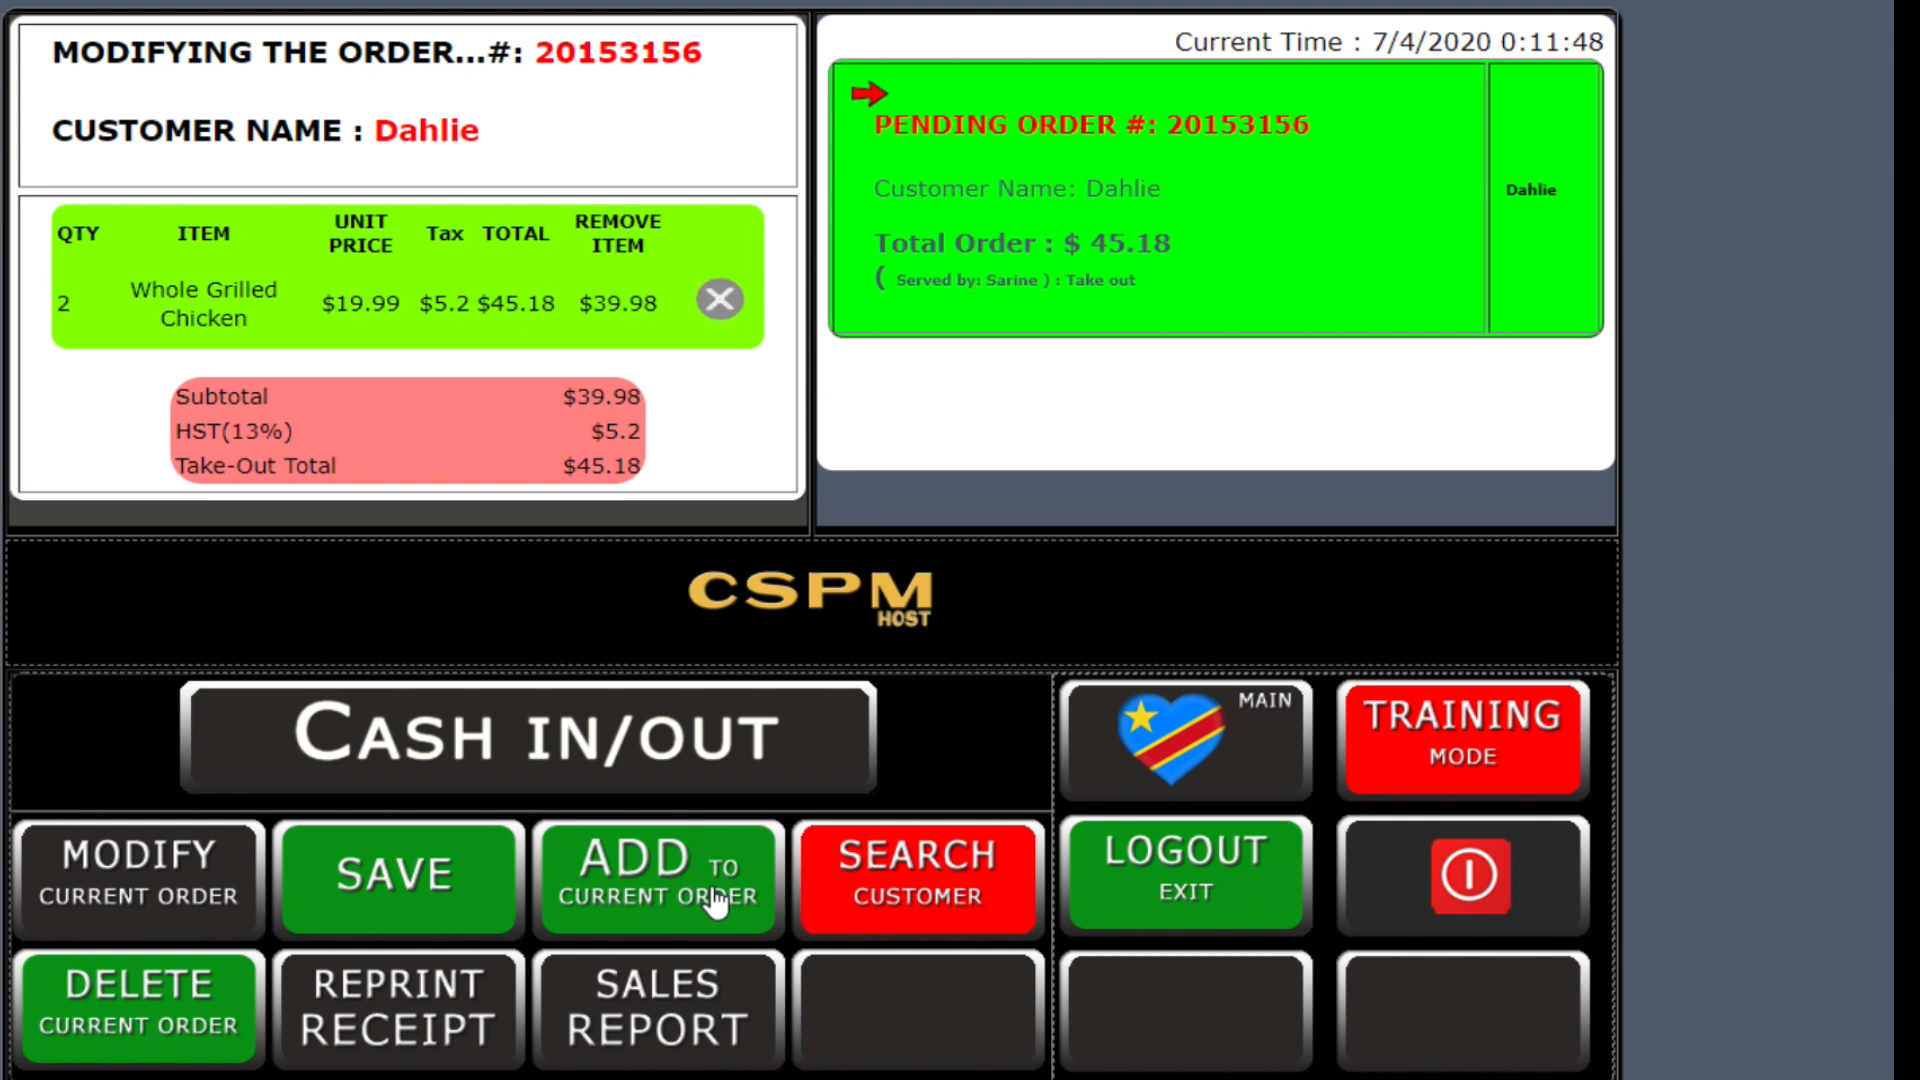 MODIFYING THE ORDER...#: 20153156
CUSTOMER NAME : Dahlie
QTY ITEM UNIT PRICE Tax TOTAL REMOVE ITEM
2 Whole Grilled Chicken $19.99 $5.2 $45.18 $39.98
Subtotal $39.98
HST(13%) $5.2
Take-Out Total $45.18
Current Time : 7/4/2020 0:11:48
PENDING ORDER #: 20153156
Customer Name: Dahlie
Dahlie
Total Order : $ 45.18
( Served by: Sarine ) : Take out
CSPM
HOST
CASH IN/OUT
MAIN
TRAINING
MODE
MODIFY
CURRENT ORDER
SAVE
ADD TO
CURRENT ORDER
SEARCH
CUSTOMER
LOGOUT
EXIT
DELETE
CURRENT ORDER
REPRINT
RECEIPT
SALES
REPORT